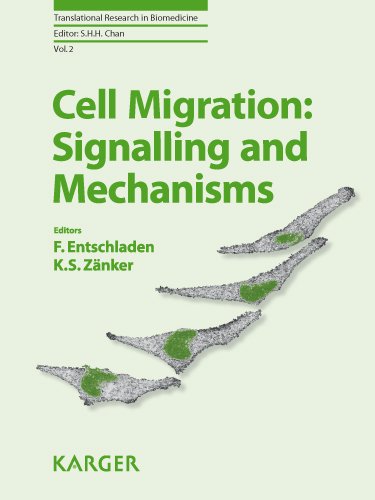 Translational Research in Biomedicine
Editor: S.H.H. Chan
Vol. 2
Cell Migration:
Signalling and
Mechanisms
Editors
F. Entschladen
K.S. Zänker
KARGER